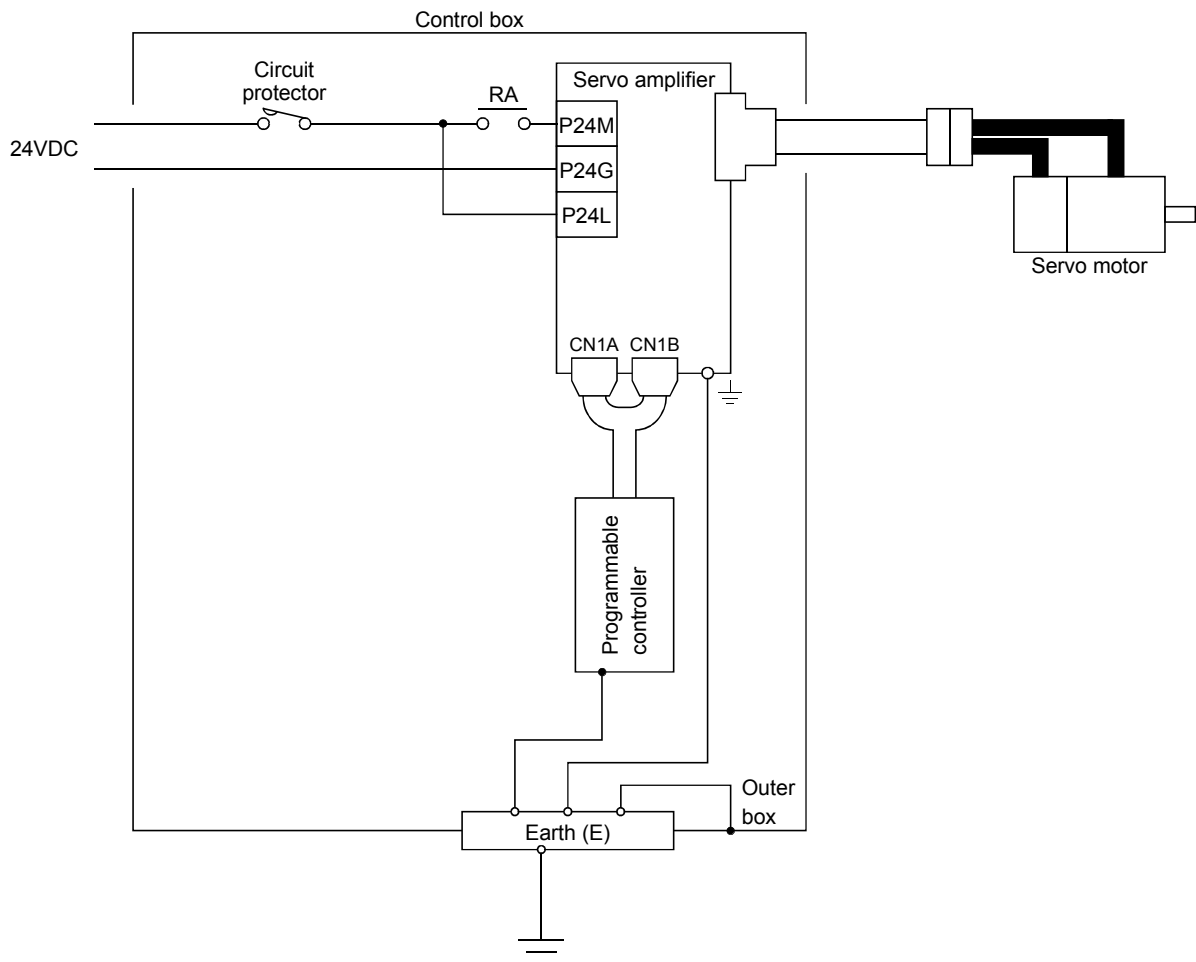 Control box
Circuit
protector
RA
Servo amplifier
24VDC
P24M
P24G
P24L
Servo motor
CN1A
CN1B
Programmable
controller
Outer
box
Earth (E)